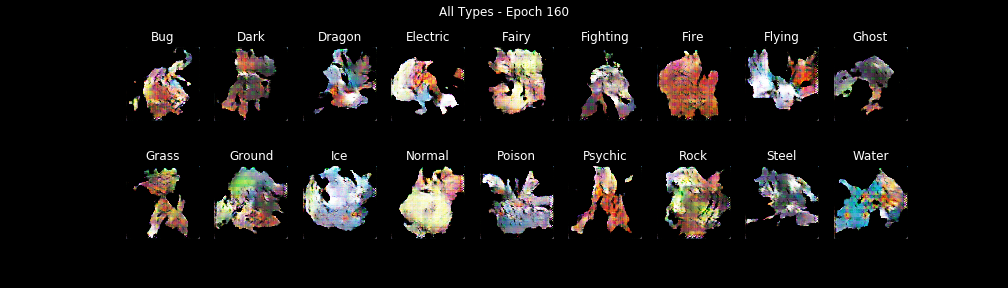 All Types - Epoch 160
Bug Dark Dragon Electric Fairy Fighting Fire Flying Ghost
Grass Ground Ice Normal Poison Psychic Rock Steel Water